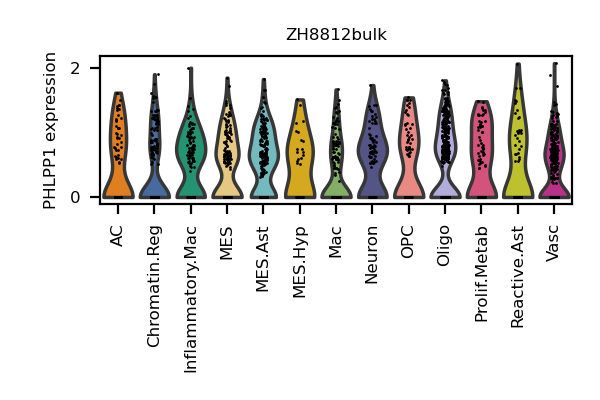 ZH8812bulk
PHLPP1 expression
2
0
AC
Chromatin.Reg
Inflammatory.Mac
MES
MES.Ast
MES.Hyp
Mac
Neuron
OPC
Oligo
Prolif.Metab
Reactive.Ast
Vasc